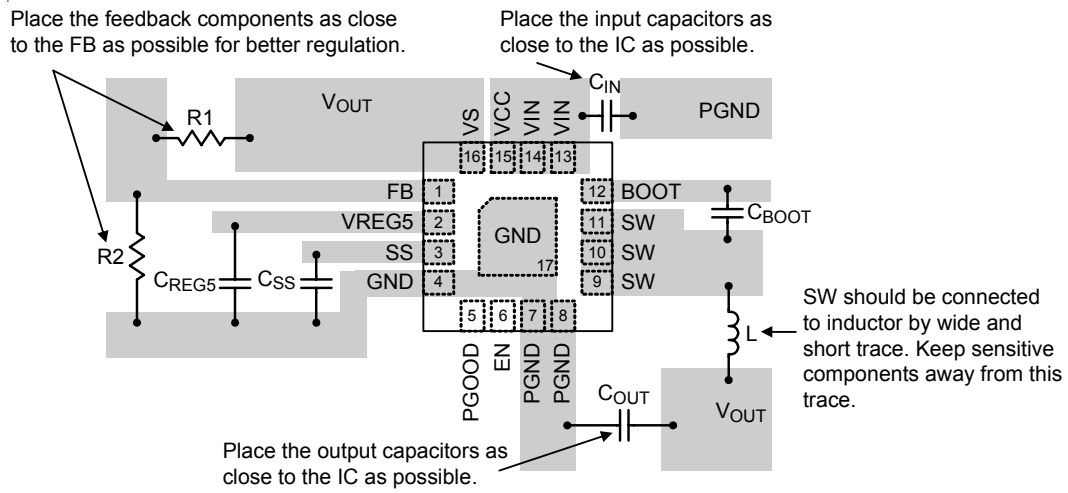 Place the feedback components as close
to the FB as possible for better regulation.
Place the input capacitors as
close to the IC as possible.
CIN
VOUT
R1
PGND
VS
VCC
VIN
VIN
16
15
14
13
FB
1
12
BOOT
VREG5
2
11
SW
CBOOT
SS
3
GND
10
SW
R2
CREG5
CSS
GND
4
17
9
SW
5
6
7
8
PGOOD
EN
PGND
PGND
L
SW should be connected
to inductor by wide and
short trace. Keep sensitive
components away from this
trace.
COUT
VOUT
Place the output capacitors as
close to the IC as possible.